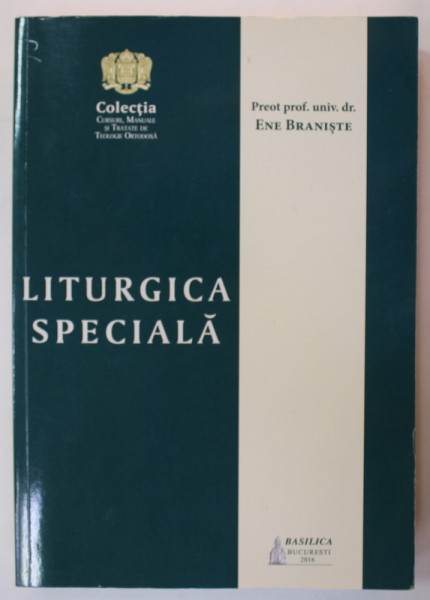 Colecția
Cursuri, Manuale
și Tratate de
Teologie Ortodoxă
Preot prof. univ. dr.
Ene Braniște
LITURGICA
SPECIALĂ
BASILICA
BUCUREȘTI
2016